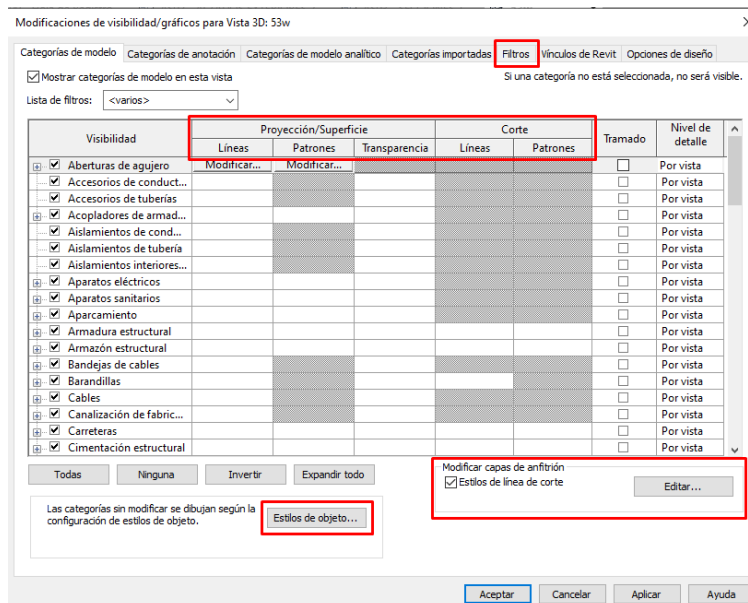 Modificaciones de visibilidad/gráficos para Vista 3D: 53w
Categorías de modelo Categorías de anotación Categorías de modelo analítico Categorías importadas Filtros Vínculos de Revit Opciones de diseño
Mostrar categorías de modelo en esta vista
Si una categoría no está seleccionada, no será visible.
Lista de filtros: <varios>
Visibilidad Proyección/Superficie Corte Tramado Nivel de detalle
Líneas Patrones Transparencia Líneas Patrones
Aberturas de agujero Modificar... Modificar... Por vista
Accesorios de conduct... Por vista
Accesorios de tuberías Por vista
Acopladores de armad... Por vista
Aislamientos de cond... Por vista
Aislamientos de tubería Por vista
Aislamientos interiores... Por vista
Aparatos eléctricos Por vista
Aparatos sanitarios Por vista
Aparcamiento Por vista
Armadura estructural Por vista
Armazón estructural Por vista
Bandejas de cables Por vista
Barandillas Por vista
Cables Por vista
Canalización de fabric... Por vista
Carreteras Por vista
Cimentación estructural Por vista
Todas Ninguna Invertir Expandir todo
Modificar capas de anfitrión
Estilos de línea de corte Editar...
Las categorías sin modificar se dibujan según la
configuración de estilos de objeto.
Estilos de objeto...
Aceptar Cancelar Aplicar Ayuda